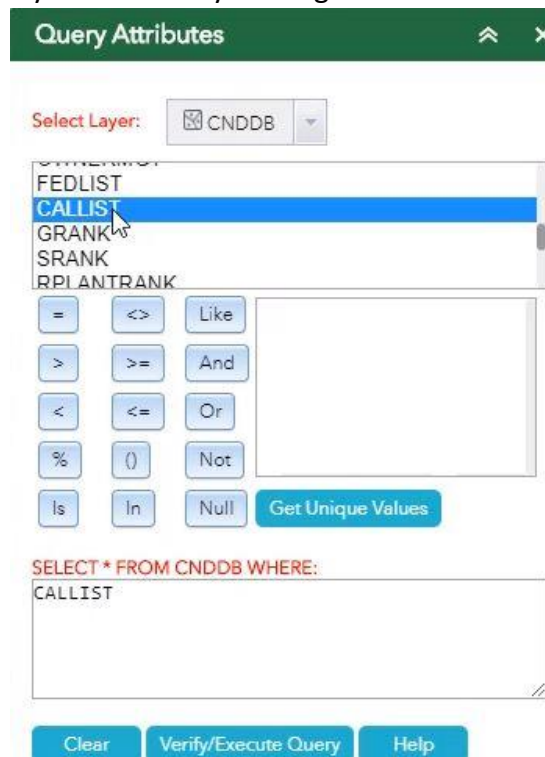 Query Attributes
Select Layer: CNDDB
FEDLIST
CALLIST
GRANK
SRANK
RPLANTRANK
= <> Like
> >= And
< <= Or
% () Not
Is In Null Get Unique Values
SELECT * FROM CNDDB WHERE:
CALLIST
Clear Verify/Execute Query Help